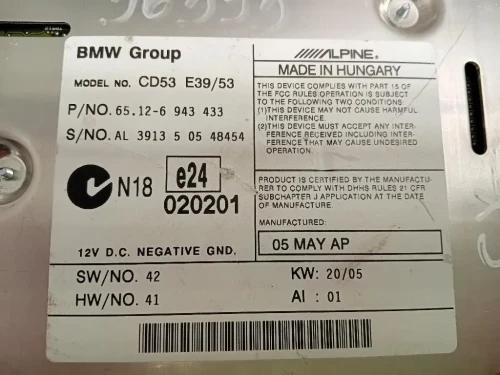 BMW Group
MODEL NO. CD53 E39/53
P/NO. 65.12-6 943 433
S/NO. AL 3913 5 05 48454
N18
e24
020201
12V D.C. NEGATIVE GND.
SW/NO. 42
HW/NO. 41
ALPINE
MADE IN HUNGARY
THIS DEVICE COMPLIES WITH PART 15 OF
THE FCC RULES OPERATION IS SUBJECT
TO THE FOLLOWING TWO CONDITIONS:
(1)THIS DEVICE MAY NOT CAUSE HARMFUL
INTERFERENCE, AND
(2)THIS DEVICE MUST ACCEPT ANY INTER-
FERENCE RECEIVED INCLUDING INTER-
FERENCE THAT MAY CAUSE UNDESIRED
OPERATION.
PRODUCT IS CERTIFIED BY THE MANUFACTU-
RER TO COMPLY WITH DHHS RULES 21 CFR
SUBCHAPTER J APPLICATION AT THE DATE
OF MAY.
MANUFACTURED:
05 MAY AP
KW: 20/05
AI : 01